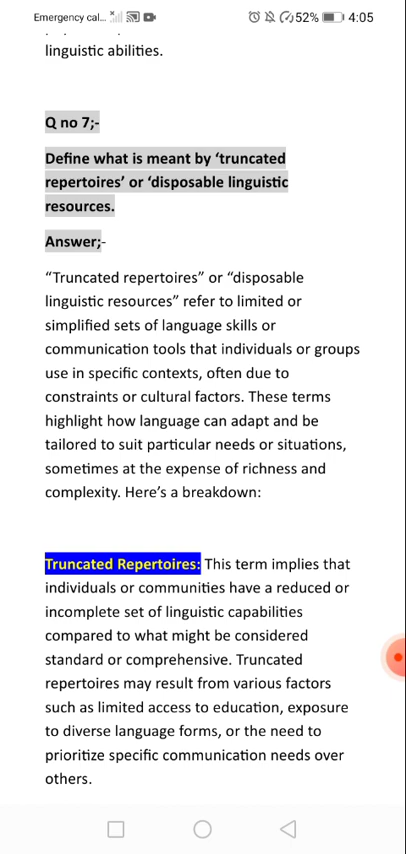 Emergency cal... 52% 4:05
linguistic abilities.
Q no 7;-
Define what is meant by ‘truncated
repertoires’ or ‘disposable linguistic
resources.
Answer;-
“Truncated repertoires” or “disposable
linguistic resources” refer to limited or
simplified sets of language skills or
communication tools that individuals or groups
use in specific contexts, often due to
constraints or cultural factors. These terms
highlight how language can adapt and be
tailored to suit particular needs or situations,
sometimes at the expense of richness and
complexity. Here’s a breakdown:
Truncated Repertoires: This term implies that
individuals or communities have a reduced or
incomplete set of linguistic capabilities
compared to what might be considered
standard or comprehensive. Truncated
repertoires may result from various factors
such as limited access to education, exposure
to diverse language forms, or the need to
prioritize specific communication needs over
others.